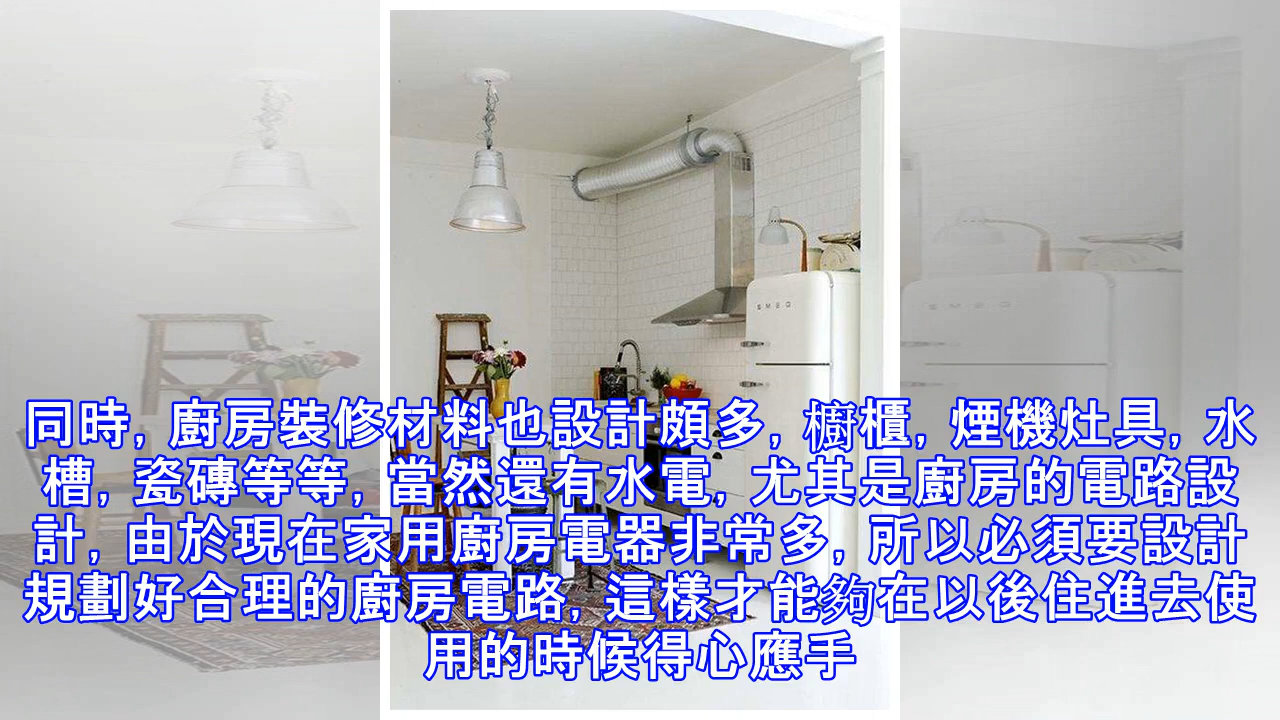 SMEG
同時, 廚房裝修材料也設計頗多, 櫥櫃, 煙機灶具, 水
槽, 瓷磚等等, 當然還有水電, 尤其是廚房的電路設
計, 由於現在家用廚房電器非常多, 所以必須要設計
規劃好合理的廚房電路, 這樣才能夠在以後住進去使
用的時候得心應手